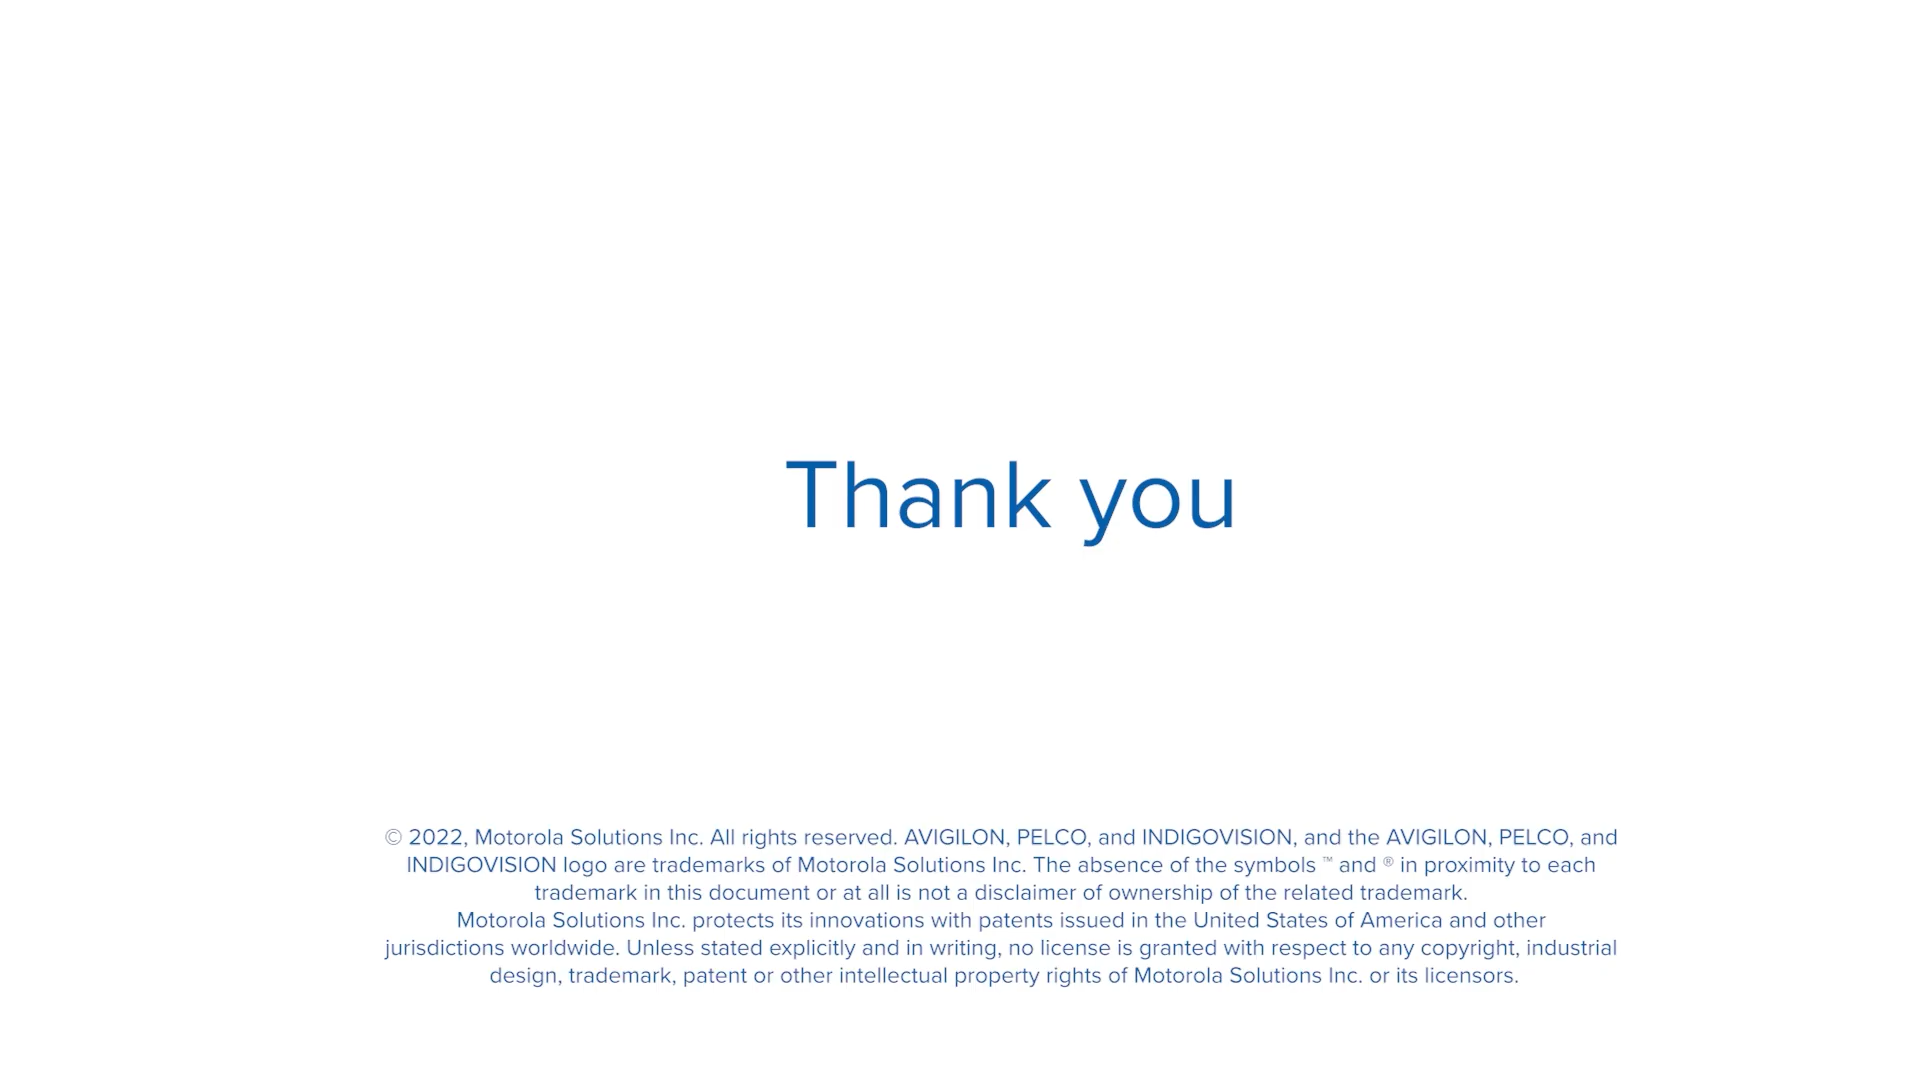 Thank you
© 2022, Motorola Solutions Inc. All rights reserved. AVIGILON, PELCO, and INDIGOVISION, and the AVIGILON, PELCO, and
INDIGOVISION logo are trademarks of Motorola Solutions Inc. The absence of the symbols ™ and ® in proximity to each
trademark in this document or at all is not a disclaimer of ownership of the related trademark.
Motorola Solutions Inc. protects its innovations with patents issued in the United States of America and other
jurisdictions worldwide. Unless stated explicitly and in writing, no license is granted with respect to any copyright, industrial
design, trademark, patent or other intellectual property rights of Motorola Solutions Inc. or its licensors.